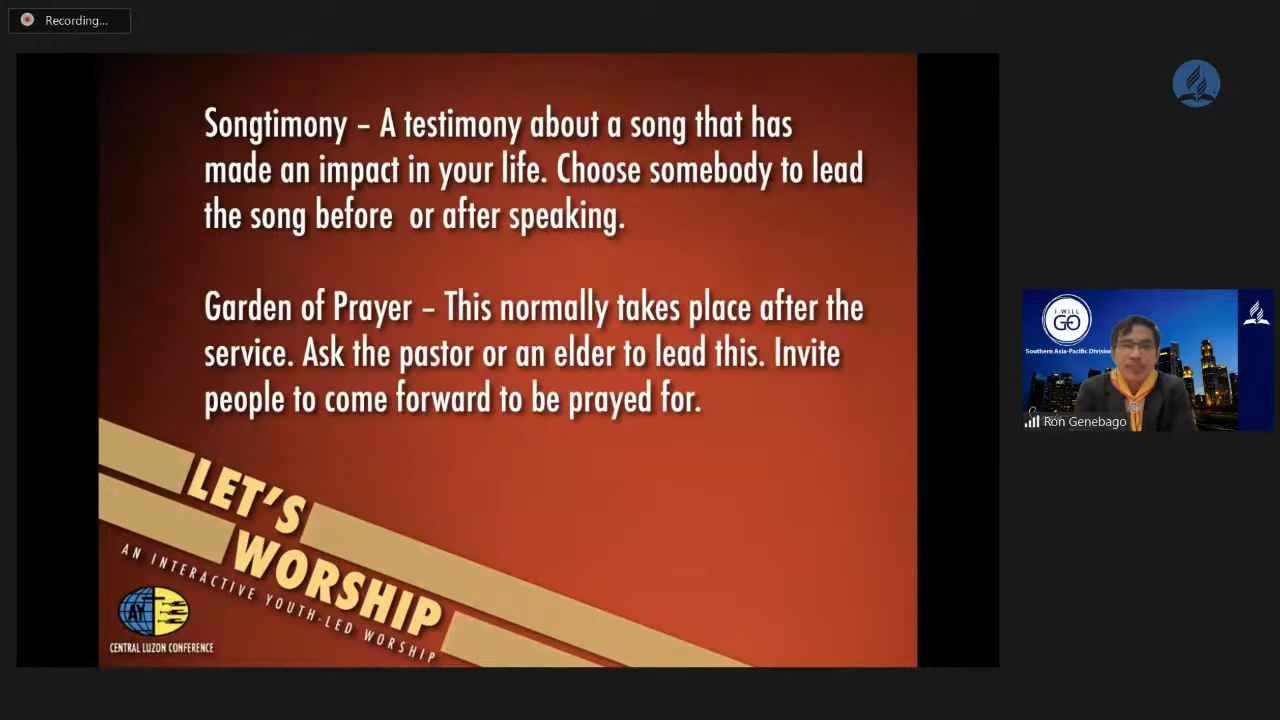 Recording...
Songtimony – A testimony about a song that has
made an impact in your life. Choose somebody to lead
the song before or after speaking.
Garden of Prayer – This normally takes place after the
service. Ask the pastor or an elder to lead this. Invite
people to come forward to be prayed for.
LET'S
WORSHIP
AN INTERACTIVE YOUTH-LED WORSHIP
AY
CENTRAL LUZON CONFERENCE
I WILL
GO
Southern Asia-Pacific Division
Ron Genebago